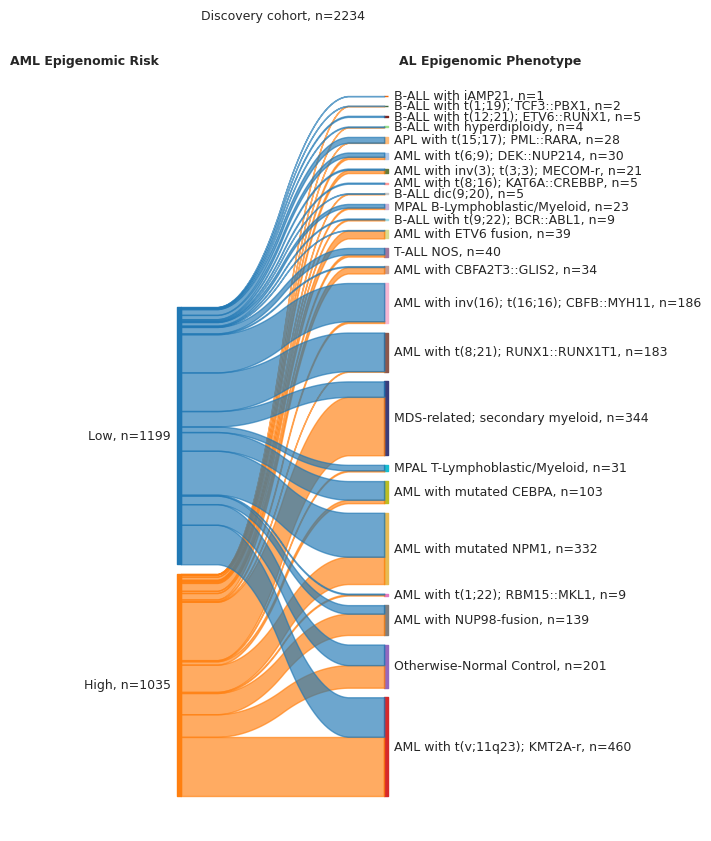 Discovery cohort, n=2234
AML Epigenomic Risk
AL Epigenomic Phenotype
B-ALL with iAMP21, n=1
B-ALL with t(1;19); TCF3::PBX1, n=2
B-ALL with t(12;21); ETV6::RUNX1, n=5
B-ALL with hyperdiploidy, n=4
APL with t(15;17); PML::RARA, n=28
AML with t(6;9); DEK::NUP214, n=30
AML with inv(3); t(3;3); MECOM-r, n=21
AML with t(8;16); KAT6A::CREBBP, n=5
B-ALL dic(9;20), n=5
MPAL B-Lymphoblastic/Myeloid, n=23
B-ALL with t(9;22); BCR::ABL1, n=9
AML with ETV6 fusion, n=39
T-ALL NOS, n=40
AML with CBFA2T3::GLIS2, n=34
AML with inv(16); t(16;16); CBFB::MYH11, n=186
AML with t(8;21); RUNX1::RUNX1T1, n=183
MDS-related; secondary myeloid, n=344
Low, n=1199
MPAL T-Lymphoblastic/Myeloid, n=31
AML with mutated CEBPA, n=103
AML with mutated NPM1, n=332
AML with t(1;22); RBM15::MKL1, n=9
AML with NUP98-fusion, n=139
Otherwise-Normal Control, n=201
High, n=1035
AML with t(v;11q23); KMT2A-r, n=460